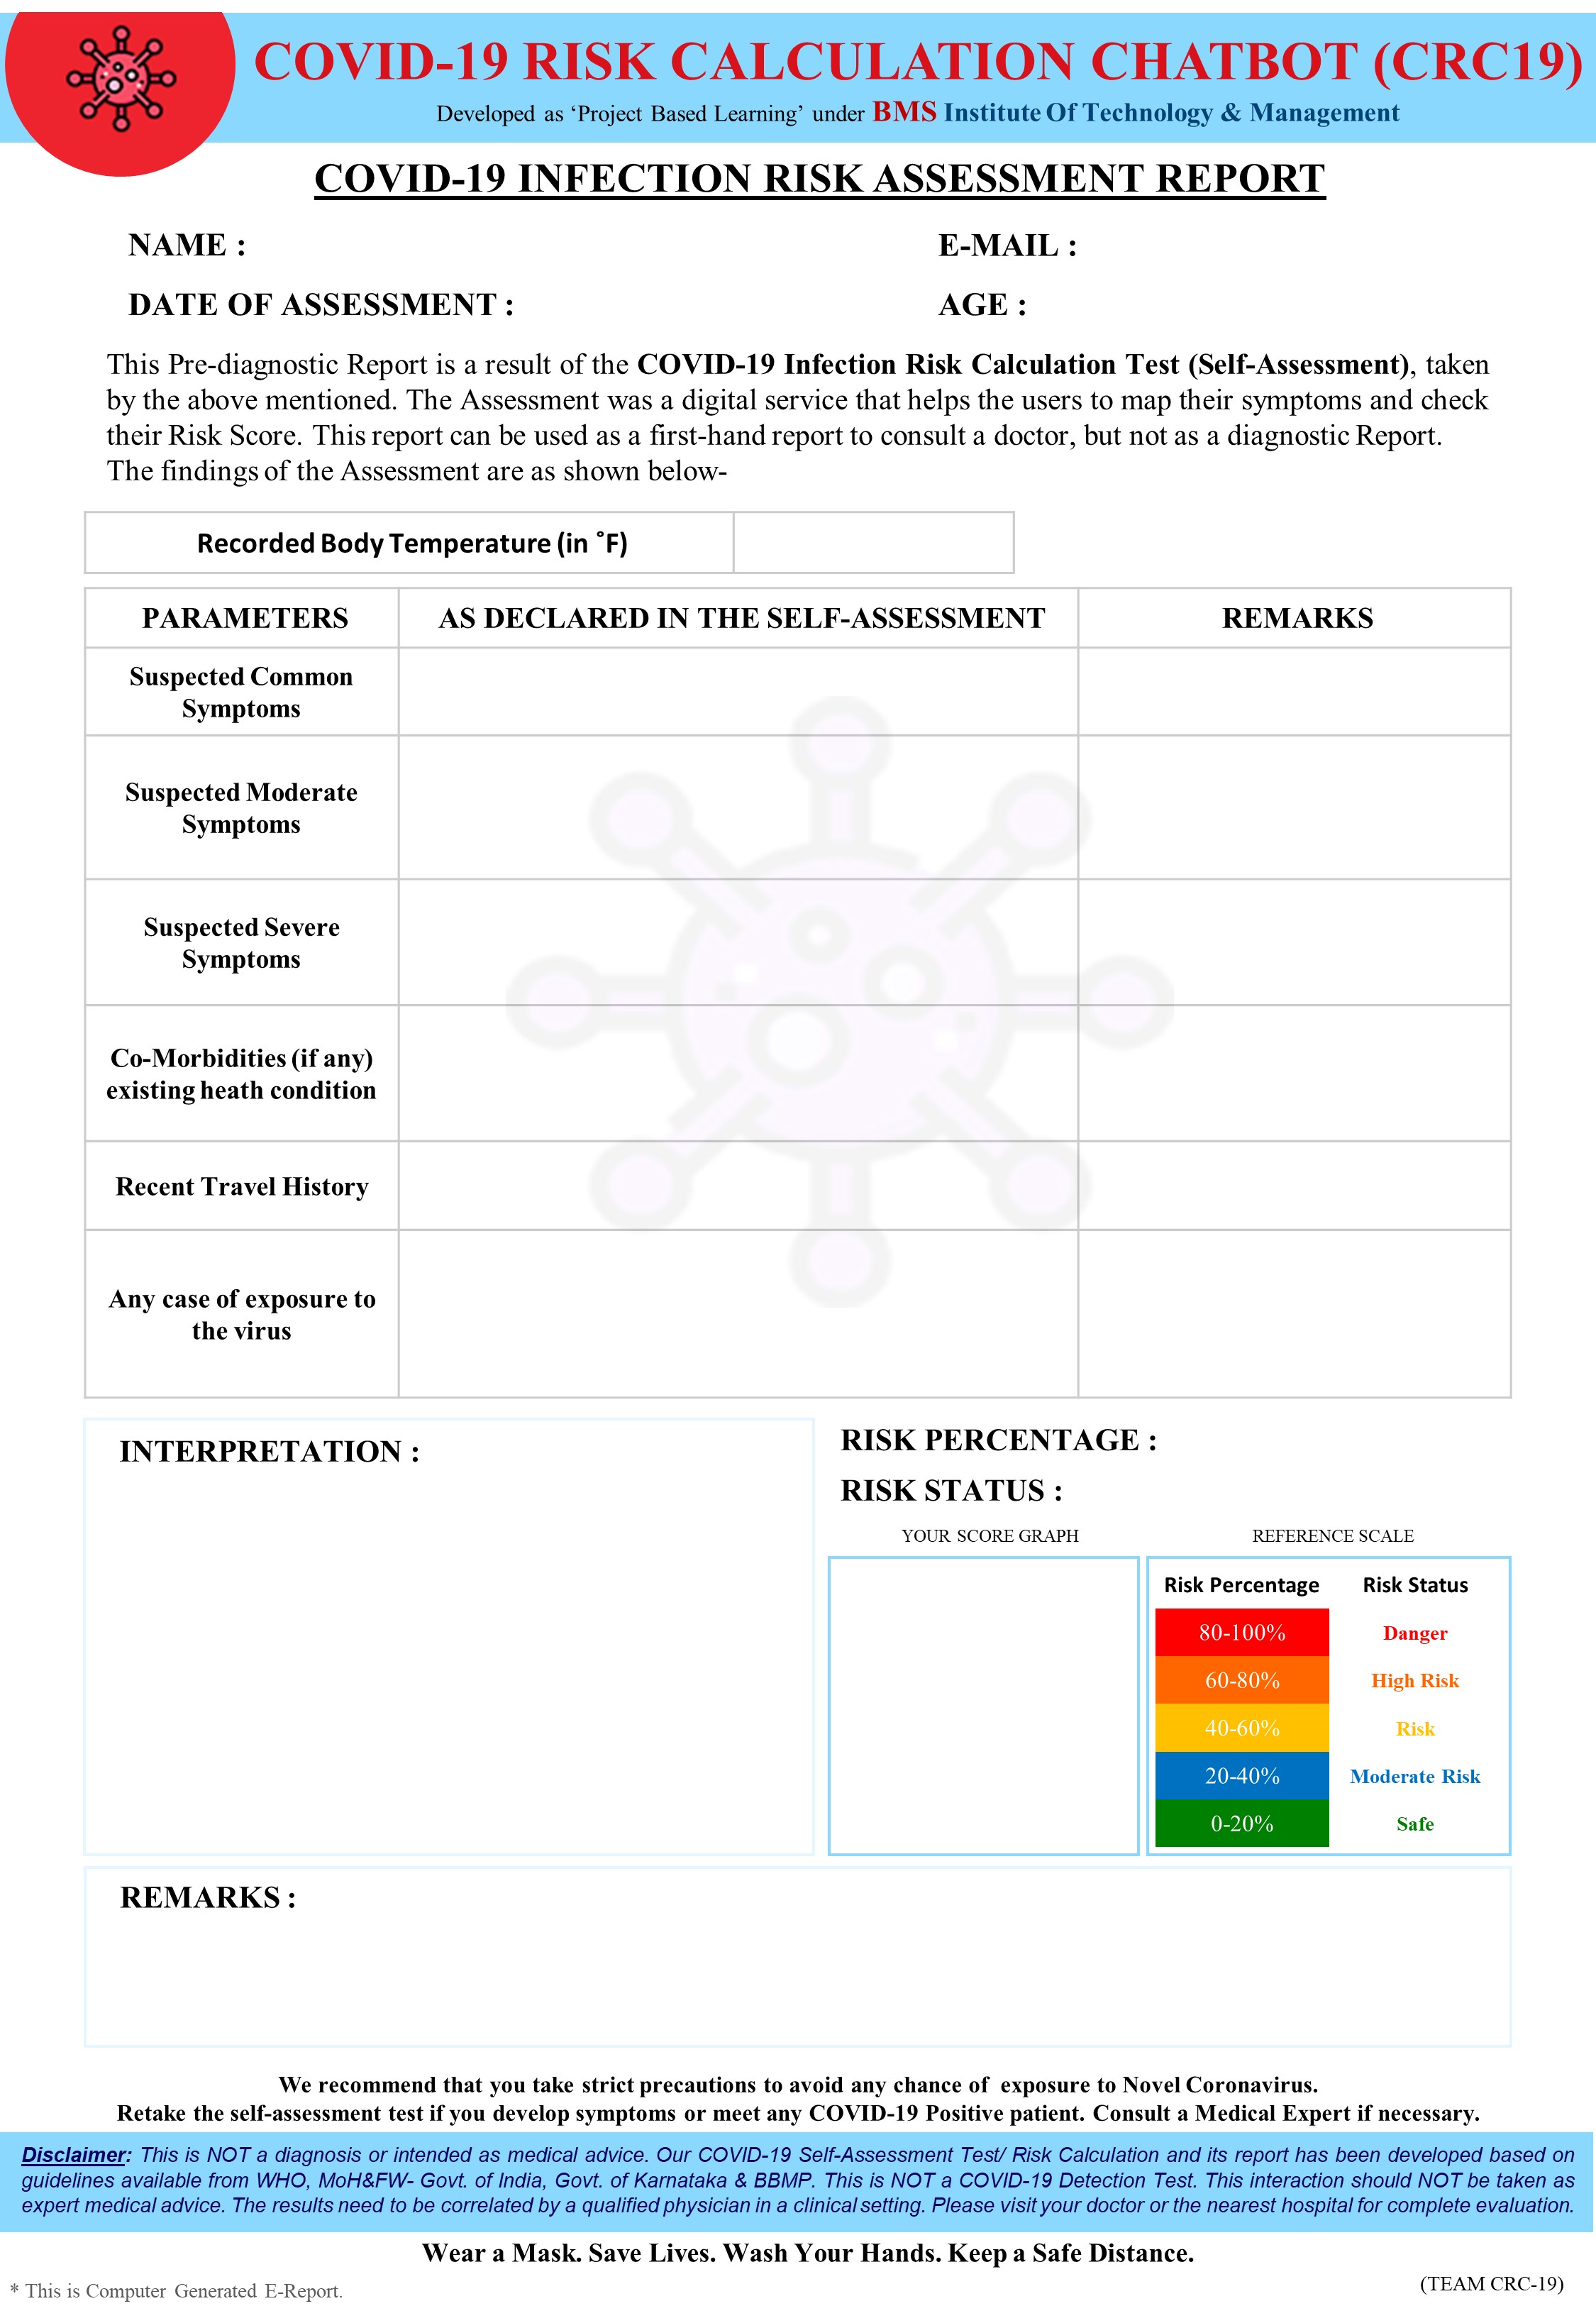 COVID-19 RISK CALCULATION CHATBOT (CRC19)
Developed as ‘Project Based Learning’ under BMS Institute Of Technology & Management
COVID-19 INFECTION RISK ASSESSMENT REPORT
NAME :
E-MAIL :
DATE OF ASSESSMENT :
AGE :
This Pre-diagnostic Report is a result of the COVID-19 Infection Risk Calculation Test (Self-Assessment), taken
by the above mentioned. The Assessment was a digital service that helps the users to map their symptoms and check
their Risk Score. This report can be used as a first-hand report to consult a doctor, but not as a diagnostic Report.
The findings of the Assessment are as shown below-
Recorded Body Temperature (in ˚F)
PARAMETERS
AS DECLARED IN THE SELF-ASSESSMENT
REMARKS
Suspected Common
Symptoms
Suspected Moderate
Symptoms
Suspected Severe
Symptoms
Co-Morbidities (if any)
existing heath condition
Recent Travel History
Any case of exposure to
the virus
INTERPRETATION :
RISK PERCENTAGE :
RISK STATUS :
YOUR SCORE GRAPH
REFERENCE SCALE
Risk Percentage Risk Status
80-100% Danger
60-80% High Risk
40-60% Risk
20-40% Moderate Risk
0-20% Safe
REMARKS :
We recommend that you take strict precautions to avoid any chance of exposure to Novel Coronavirus.
Retake the self-assessment test if you develop symptoms or meet any COVID-19 Positive patient. Consult a Medical Expert if necessary.
Disclaimer: This is NOT a diagnosis or intended as medical advice. Our COVID-19 Self-Assessment Test/ Risk Calculation and its report has been developed based on
guidelines available from WHO, MoH&FW- Govt. of India, Govt. of Karnataka & BBMP. This is NOT a COVID-19 Detection Test. This interaction should NOT be taken as
expert medical advice. The results need to be correlated by a qualified physician in a clinical setting. Please visit your doctor or the nearest hospital for complete evaluation.
Wear a Mask. Save Lives. Wash Your Hands. Keep a Safe Distance.
* This is Computer Generated E-Report.
(TEAM CRC-19)